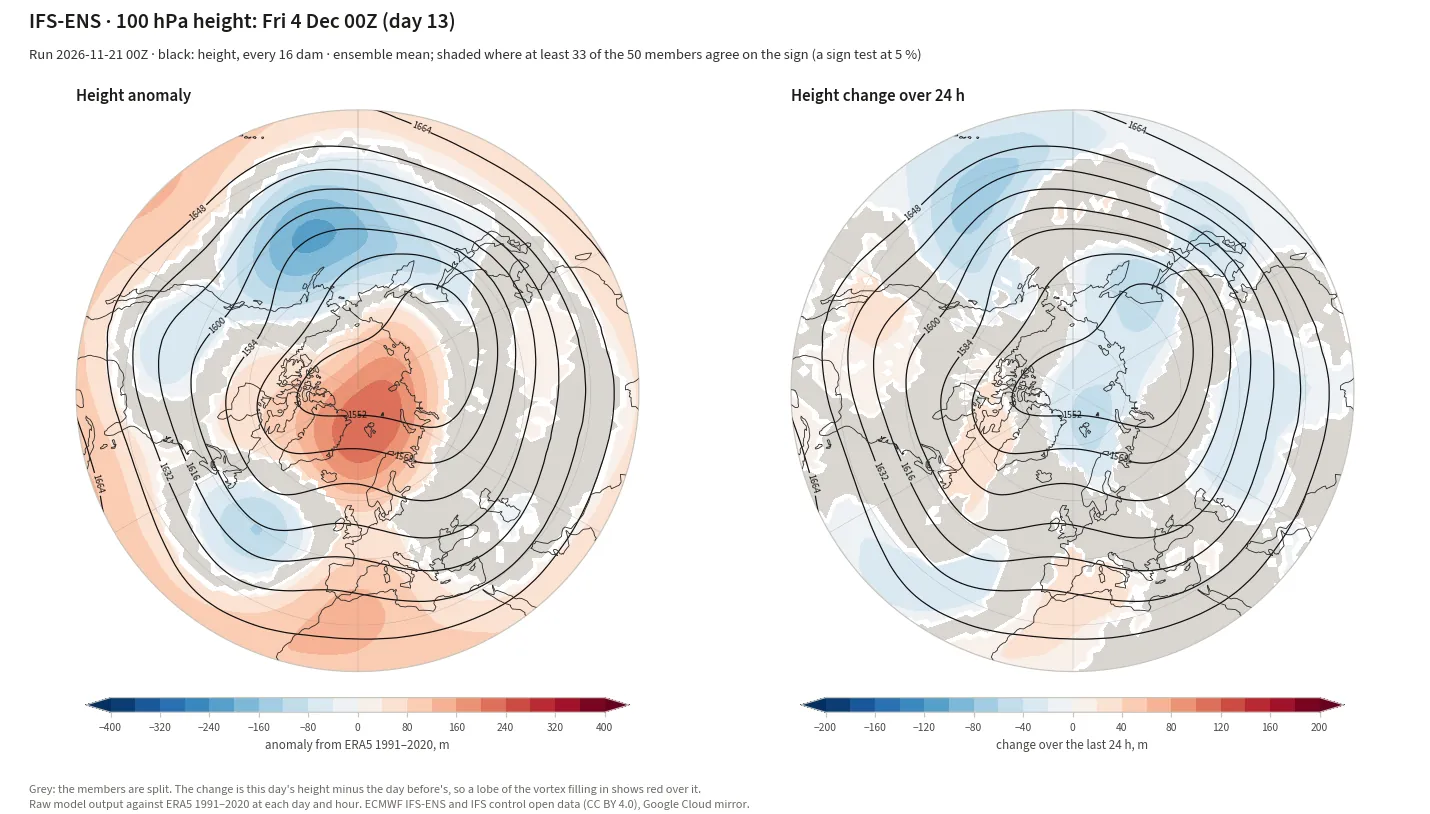 IFS-ENS · 100 hPa height: Fri 4 Dec 00Z (day 13)
Run 2026-11-21 00Z · black: height, every 16 dam · ensemble mean; shaded where at least 33 of the 50 members agree on the sign (a sign test at 5 %)
Height anomaly
Height change over 24 h
1664
1648
1600
1584
1552
1568
1632
1616
1664
1664
1648
1600
1584
1552
1568
1632
1616
1664
−400 −320 −240 −160 −80 0 80 160 240 320 400
anomaly from ERA5 1991–2020, m
−200 −160 −120 −80 −40 0 40 80 120 160 200
change over the last 24 h, m
Grey: the members are split. The change is this day's height minus the day before's, so a lobe of the vortex filling in shows red over it.
Raw model output against ERA5 1991–2020 at each day and hour. ECMWF IFS-ENS and IFS control open data (CC BY 4.0), Google Cloud mirror.